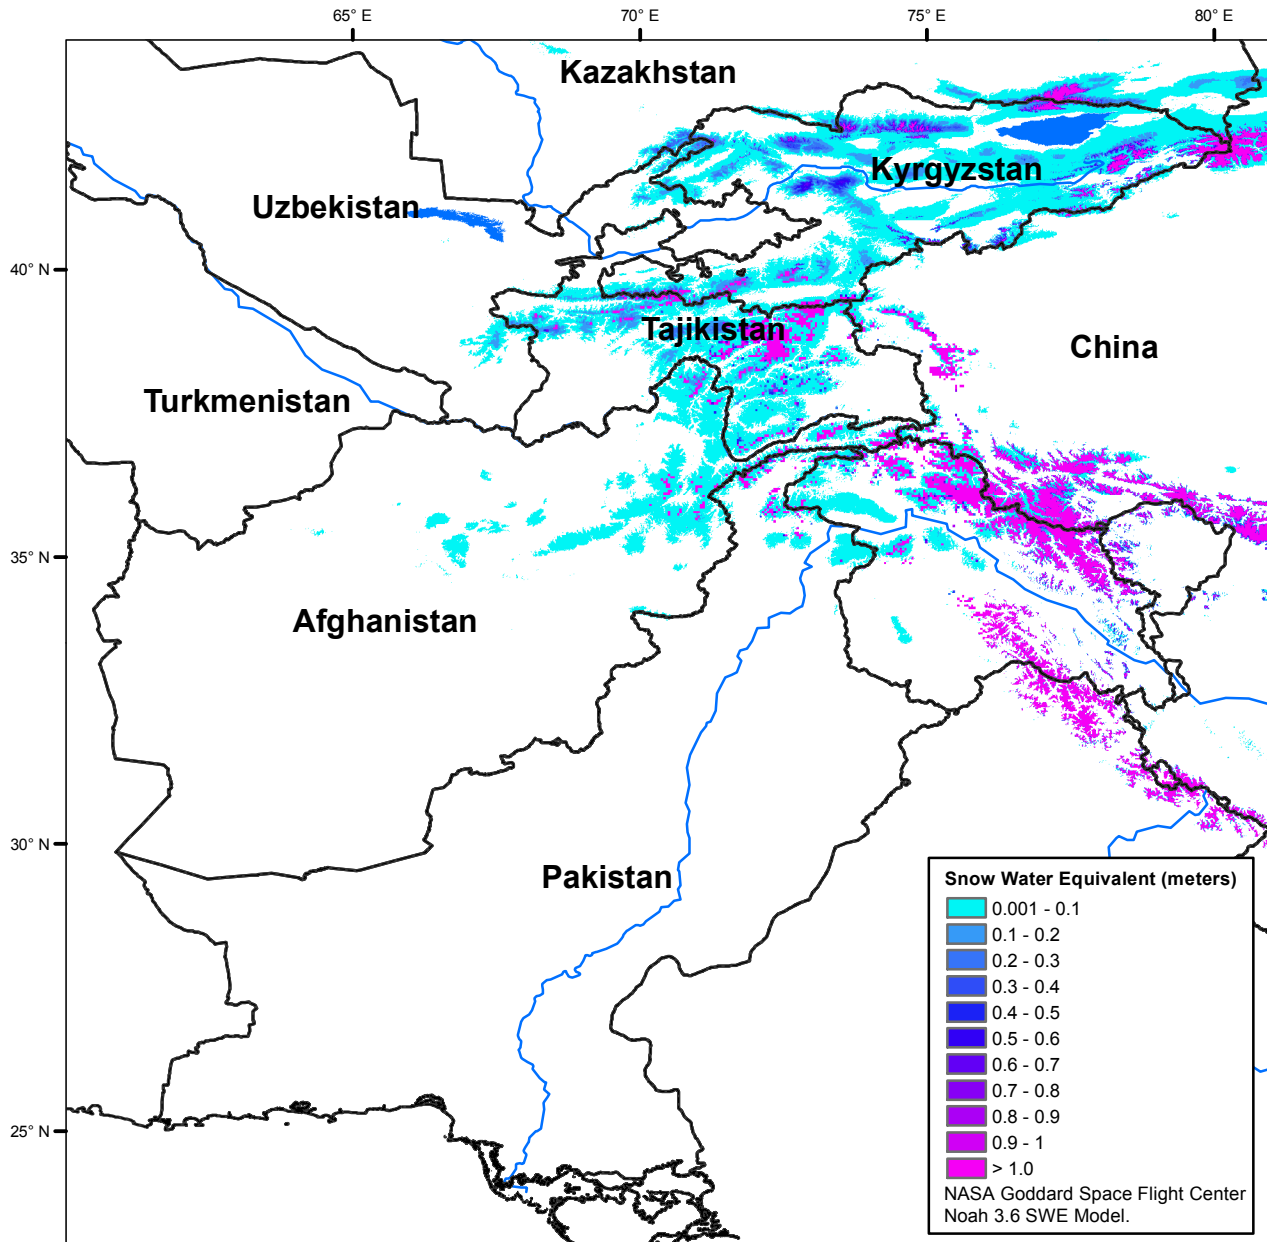 65° E
70° E
75° E
80° E
Kazakhstan
Kyrgyzstan
Uzbekistan
40° N
Tajikistan
China
Turkmenistan
35° N
Afghanistan
30° N
Pakistan
25° N
Snow Water Equivalent (meters)
0.001 - 0.1
0.1 - 0.2
0.2 - 0.3
0.3 - 0.4
0.4 - 0.5
0.5 - 0.6
0.6 - 0.7
0.7 - 0.8
0.8 - 0.9
0.9 - 1
> 1.0
NASA Goddard Space Flight Center
Noah 3.6 SWE Model.